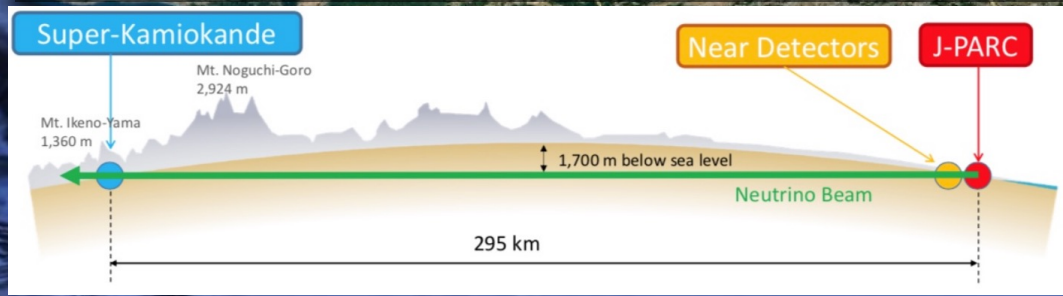 Super-Kamiokande
Near Detectors
J-PARC
Mt. Noguchi-Goro
2,924 m
Mt. Ikeno-Yama
1,360 m
1,700 m below sea level
Neutrino Beam
295 km